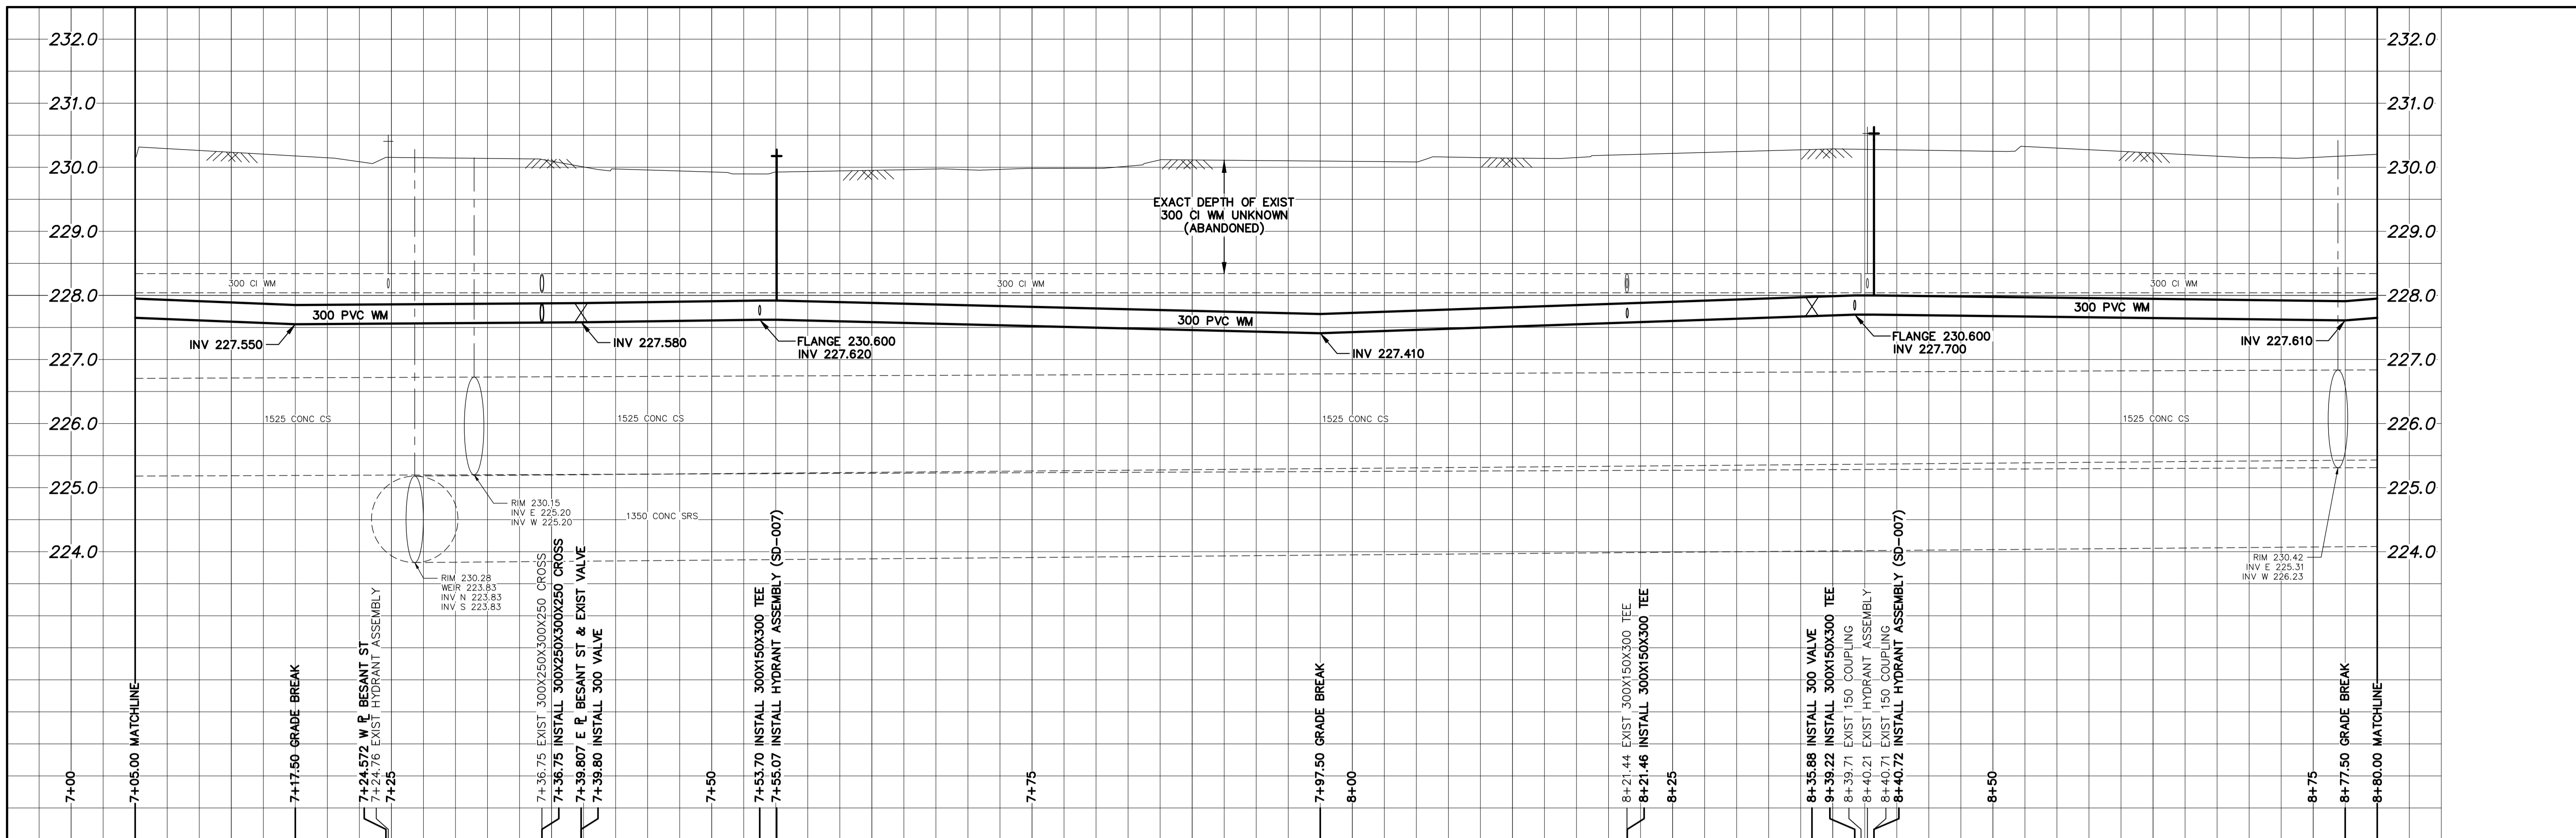 232.0
232.0
231.0
231.0
230.0
230.0
EXACT DEPTH OF EXIST
300 CI WM UNKNOWN
(ABANDONED)
229.0
229.0
300 CI WM
300 CI WM
300 CI WM
228.0
228.0
300 PVC WM
300 PVC WM
300 PVC WM
INV 227.550
INV 227.580
FLANGE 230.600
INV 227.620
INV 227.410
FLANGE 230.600
INV 227.700
INV 227.610
227.0
227.0
1525 CONC CS
1525 CONC CS
1525 CONC CS
1525 CONC CS
226.0
226.0
225.0
225.0
RIM 230.15
INV E 225.20
INV W 225.20
1350 CONC SRS
224.0
224.0
RIM 230.28
WEIR 223.83
INV N 223.83
INV S 223.83
RIM 230.42
INV E 225.31
INV W 226.23
7+00
7+05.00 MATCHLINE
7+17.50 GRADE BREAK
7+24.572 W ⅊ BESANT ST
7+24.76 EXIST HYDRANT ASSEMBLY
7+25
7+36.75 EXIST 300X250X300X250 CROSS
7+36.75 INSTALL 300X250X300X250 CROSS
7+39.807 E ⅊ BESANT ST & EXIST VALVE
7+39.80 INSTALL 300 VALVE
7+50
7+53.70 INSTALL 300X150X300 TEE
7+55.07 INSTALL HYDRANT ASSEMBLY (SD-007)
7+75
7+97.50 GRADE BREAK
8+00
8+21.44 EXIST 300X150X300 TEE
8+21.46 INSTALL 300X150X300 TEE
8+25
8+35.88 INSTALL 300 VALVE
9+39.22 INSTALL 300X150X300 TEE
8+39.71 EXIST 150 COUPLING
8+40.21 EXIST HYDRANT ASSEMBLY
8+40.71 EXIST 150 COUPLING
8+40.72 INSTALL HYDRANT ASSEMBLY (SD-007)
8+50
8+75
8+77.50 GRADE BREAK
8+80.00 MATCHLINE